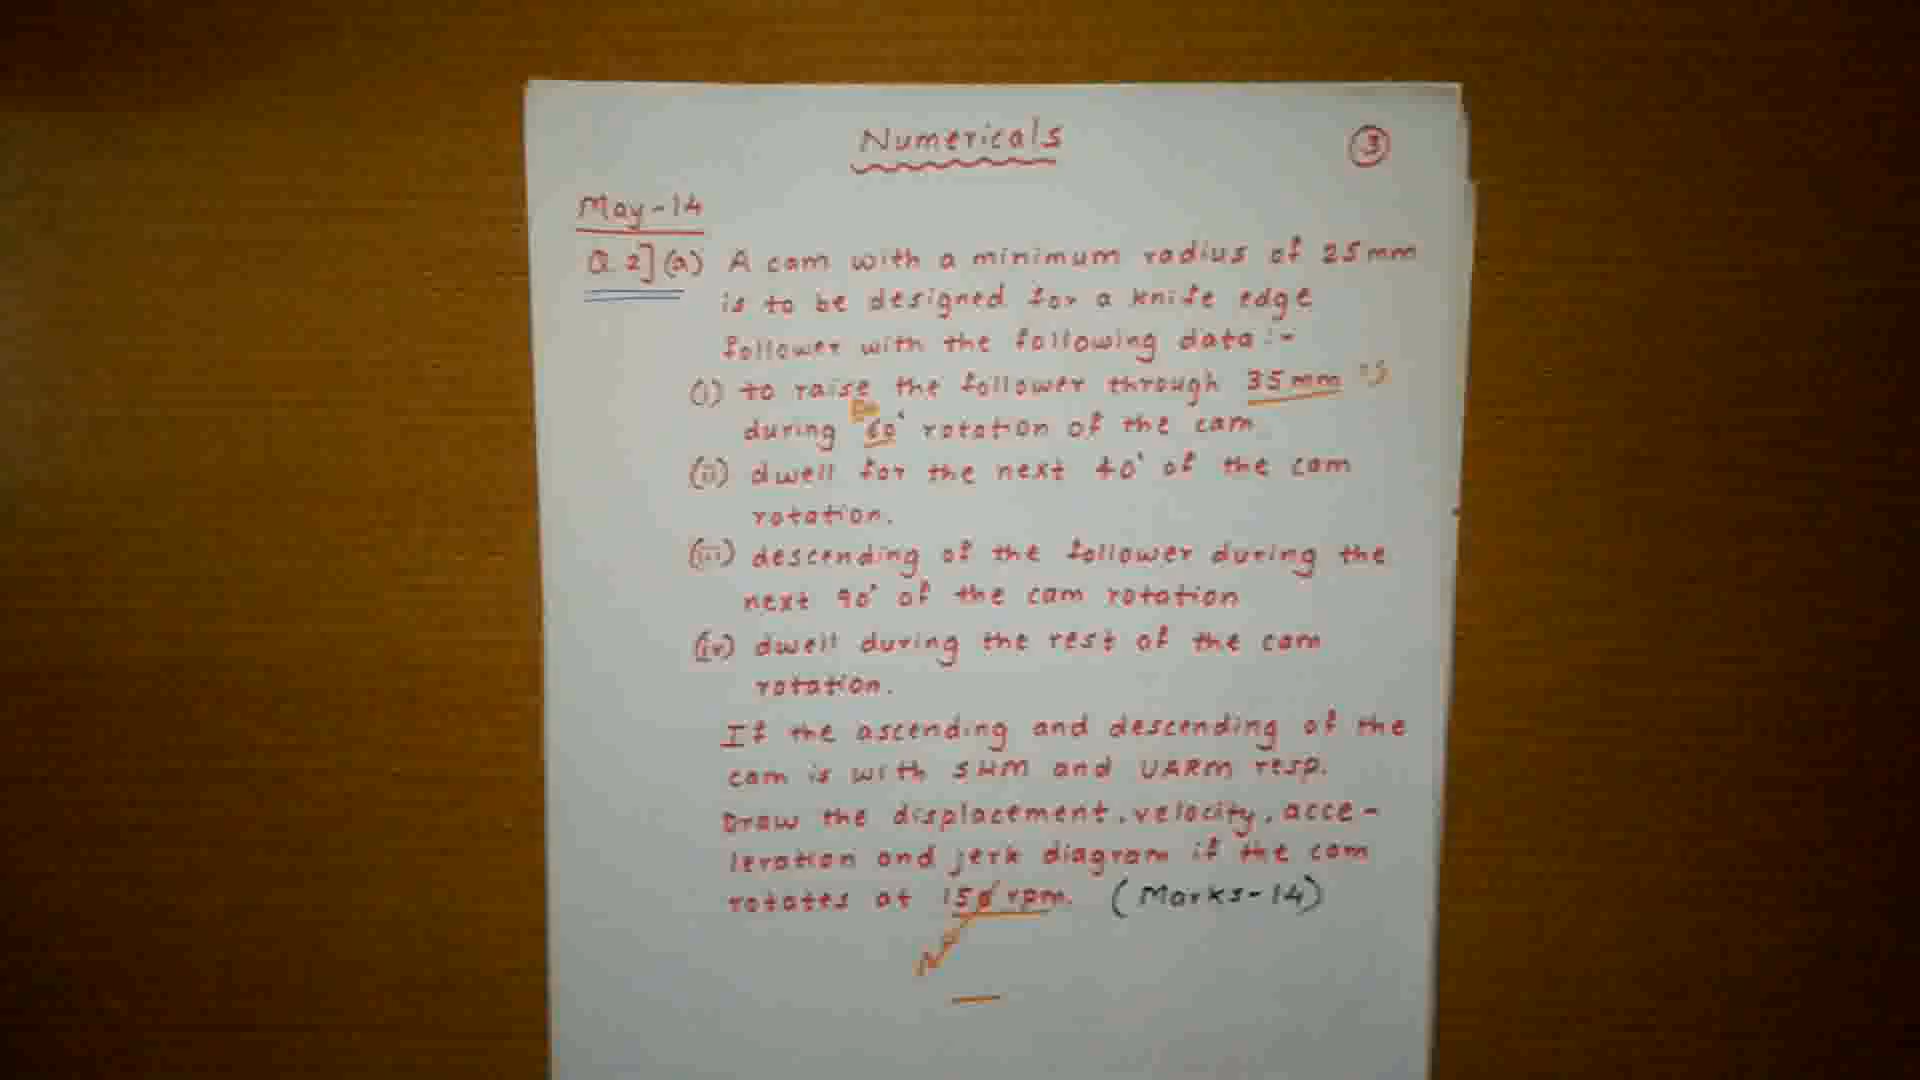 Numericals
3
May-14
Q.2] (a) A cam with a minimum radius of 25mm
is to be designed for a knife edge
follower with the following data:-
(i) to raise the follower through 35mm :S
during 60° rotation of the cam
(ii) dwell for the next 40° of the cam
rotation.
(iii) descending of the follower during the
next 90° of the cam rotation
(iv) dwell during the rest of the cam
rotation.
If the ascending and descending of the
cam is with SHM and UARM resp.
Draw the displacement, velocity, acce-
leration and jerk diagram if the cam
rotates at 150 rpm. (Marks-14)
N